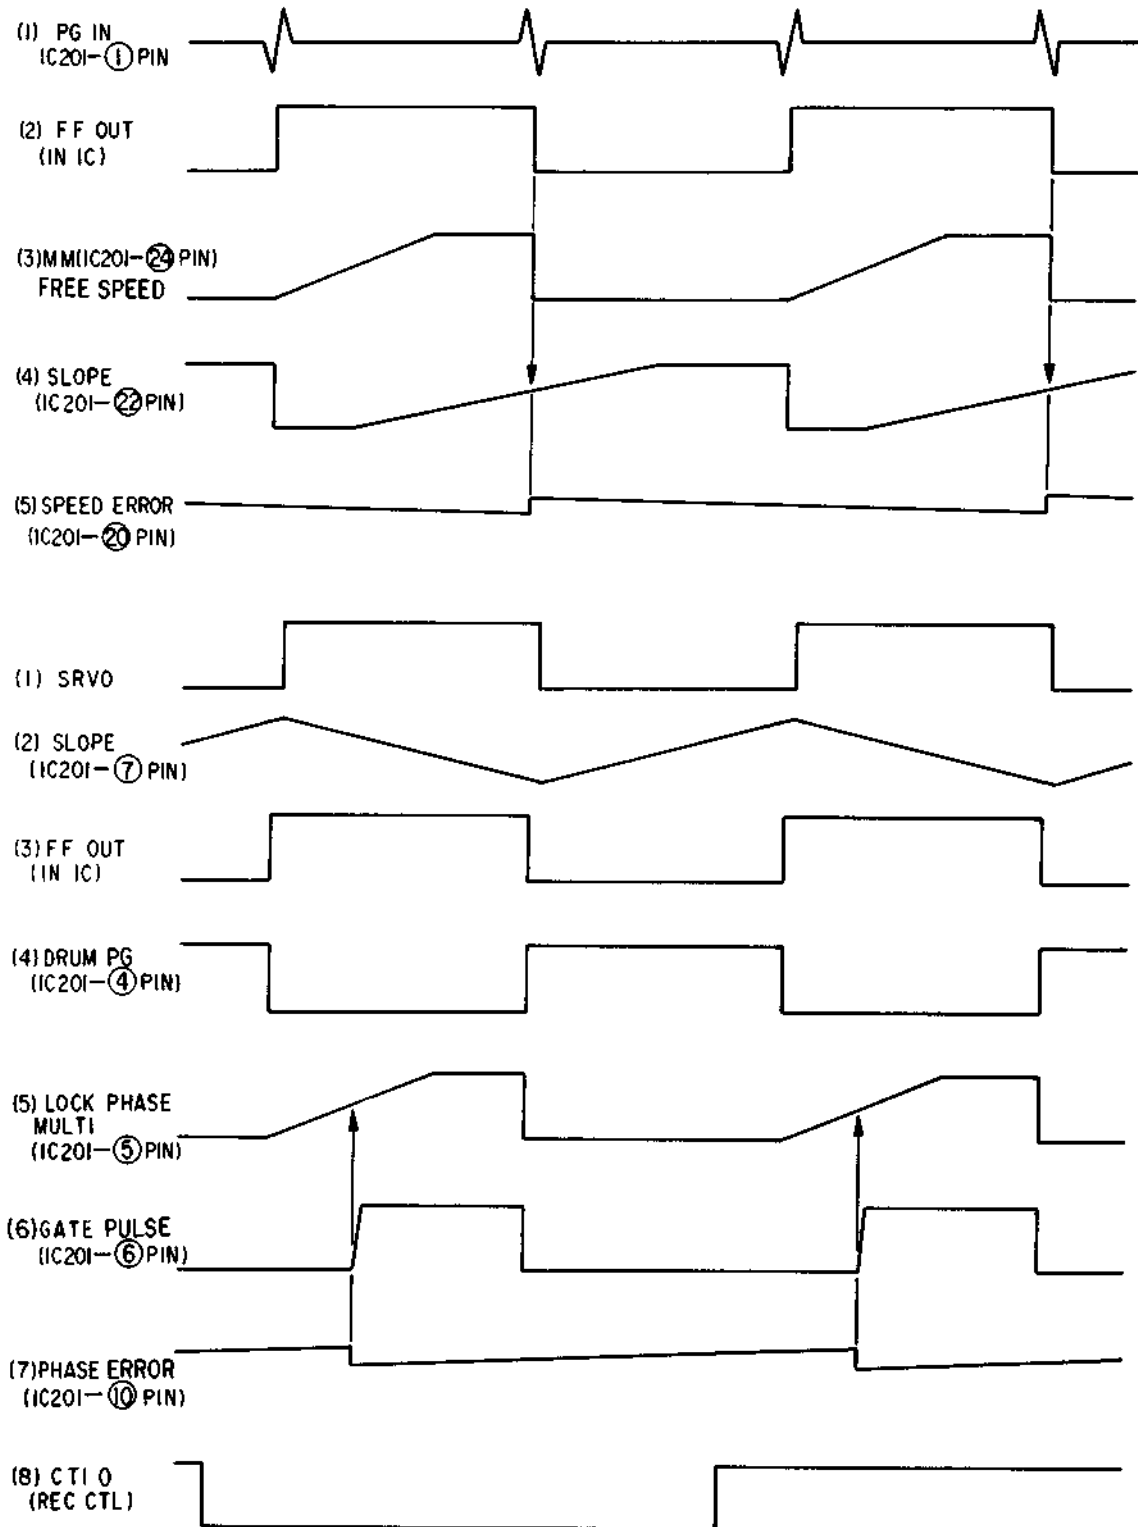 (1) PG IN
IC201-①PIN
(2) FF OUT
(IN IC)
(3)MM(IC201-㉔PIN)
FREE SPEED
(4) SLOPE
(IC201-㉒PIN)
(5)SPEED ERROR
(IC201-⑳PIN)
(1) SRVO
(2) SLOPE
(IC201-⑦PIN)
(3)FF OUT
(IN IC)
(4)DRUM PG
(IC201-④PIN)
(5) LOCK PHASE
MULTI
(IC201-⑤PIN)
(6)GATE PULSE
(IC201-⑥PIN)
(7)PHASE ERROR
(IC201-⑩PIN)
(8) CTL O
(REC CTL)